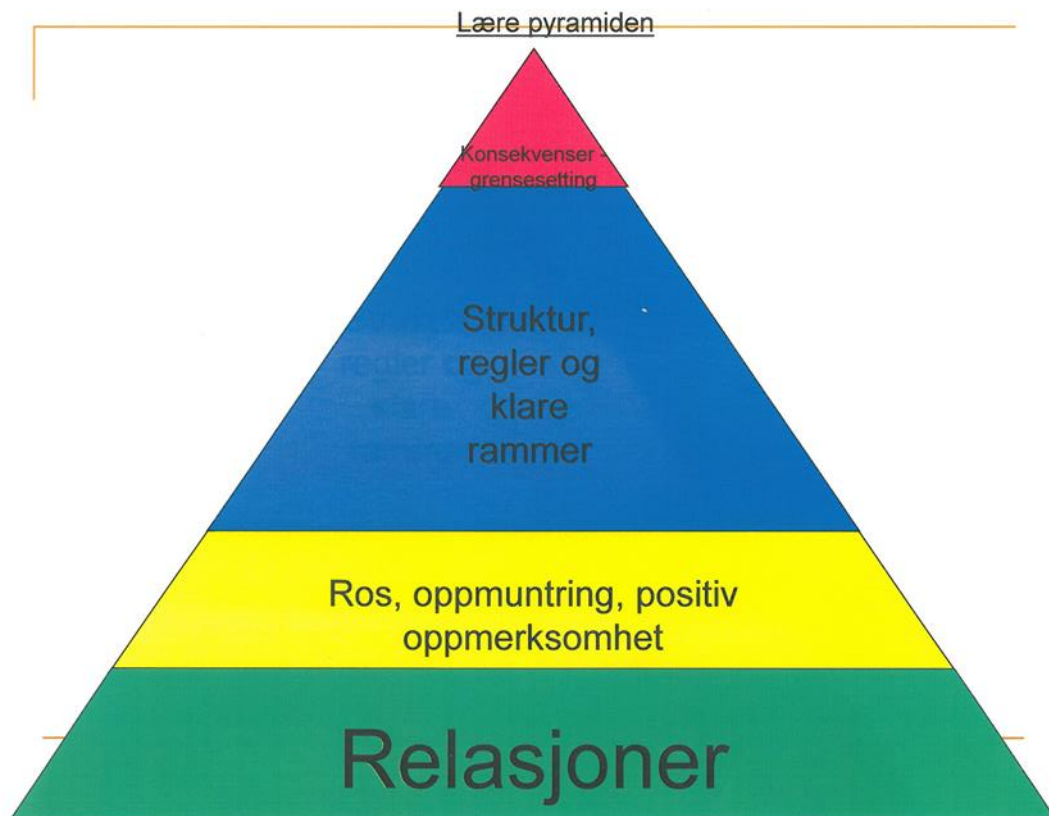 Lære pyramiden
Konsekvenser -
grensesetting
Struktur,
regler og
klare
rammer
Ros, oppmuntring, positiv
oppmerksomhet
Relasjoner